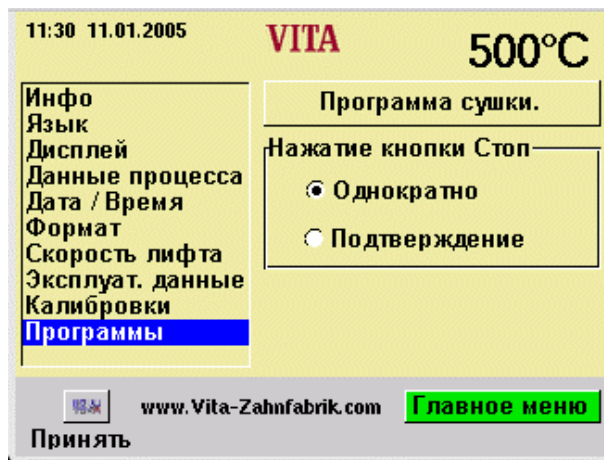 11:30 11.01.2005
VITA
500°C
Инфо
Язык
Дисплей
Данные процесса
Дата / Время
Формат
Скорость лифта
Эксплуат. данные
Калибровки
Программы
Программа сушки.
Нажатие кнопки Стоп
Однократно
Подтверждение
www.Vita-Zahnfabrik.com
Главное меню
Принять